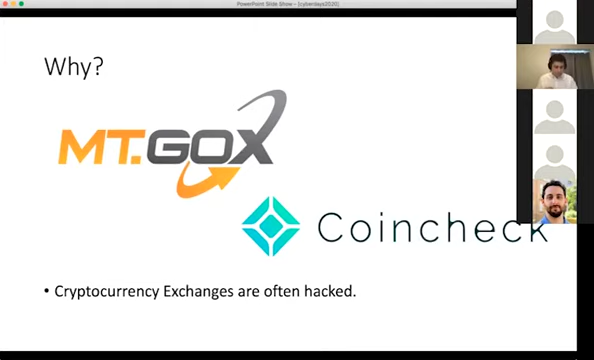 PowerPoint Slide Show - [cyberdays2020]
Why?
MT.GOX
Coincheck
• Cryptocurrency Exchanges are often hacked.